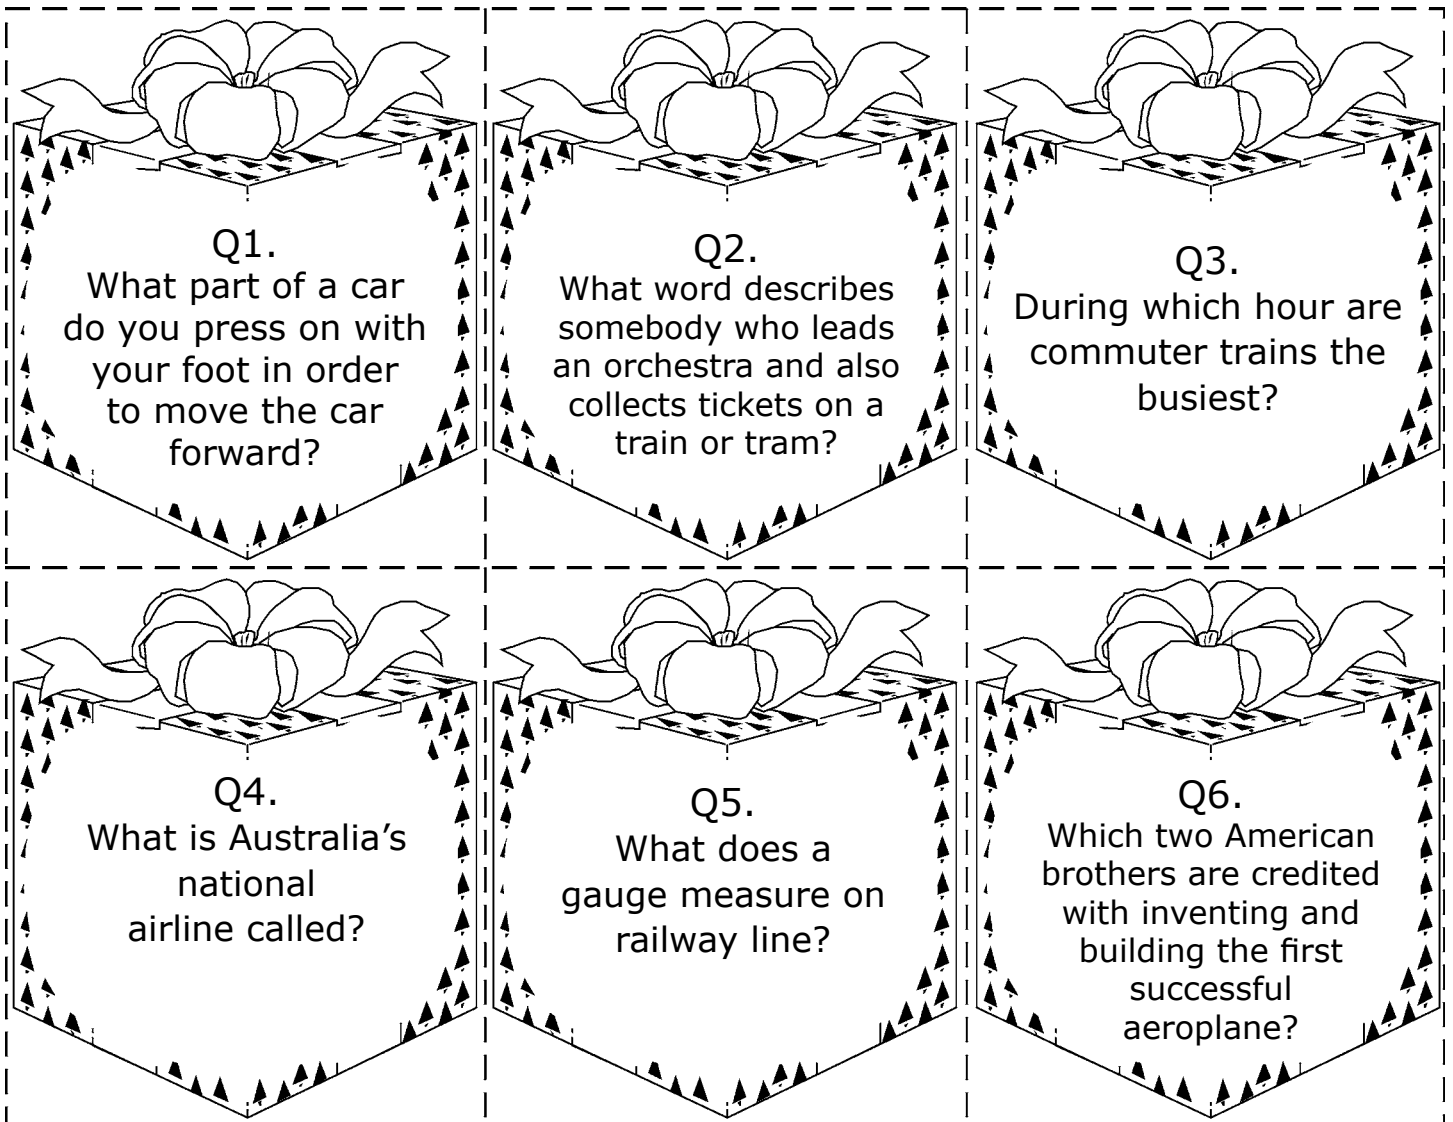 Q1.
What part of a car
do you press on with
your foot in order
to move the car
forward?
Q2.
What word describes
somebody who leads
an orchestra and also
collects tickets on a
train or tram?
Q3.
During which hour are
commuter trains the
busiest?
Q4.
What is Australia’s
national
airline called?
Q5.
What does a
gauge measure on
railway line?
Q6.
Which two American
brothers are credited
with inventing and
building the first
successful
aeroplane?